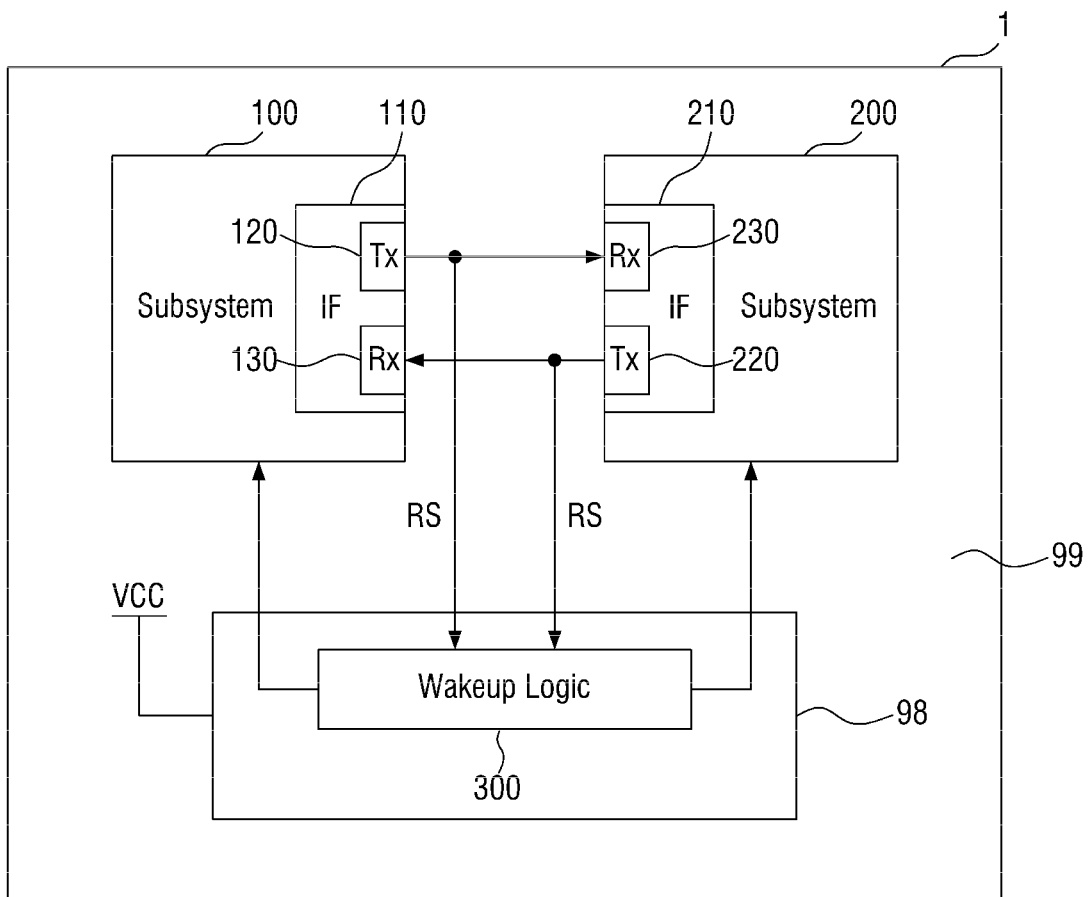 1
100
110
210
200
120
Tx
Rx
230
Subsystem
IF
IF
Subsystem
130
Rx
Tx
220
RS
RS
99
VCC
Wakeup Logic
98
300